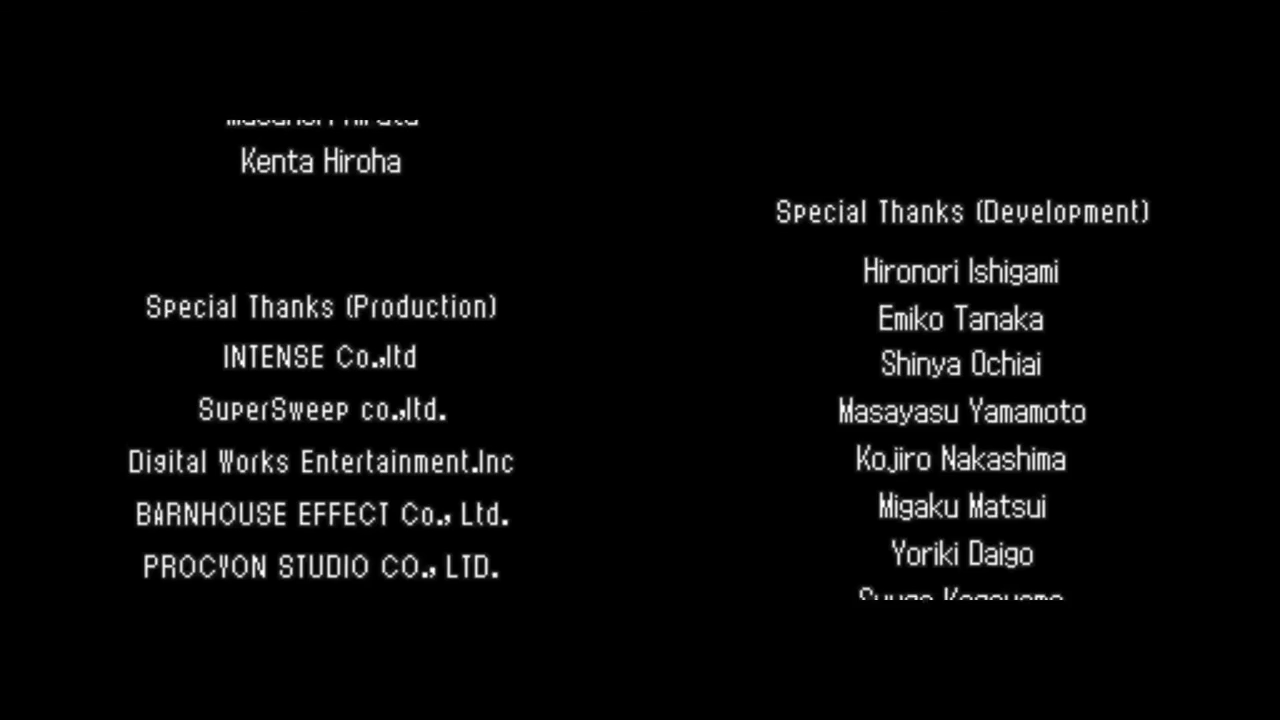 Kenta Hiroha
Special Thanks (Production)
INTENSE Co.,ltd
SuperSweep co.,ltd.
Digital Works Entertainment.Inc
BARNHOUSE EFFECT Co., Ltd.
PROCYON STUDIO CO., LTD.
Special Thanks (Development)
Hironori Ishigami
Emiko Tanaka
Shinya Ochiai
Masayasu Yamamoto
Kojiro Nakashima
Migaku Matsui
Yoriki Daigo